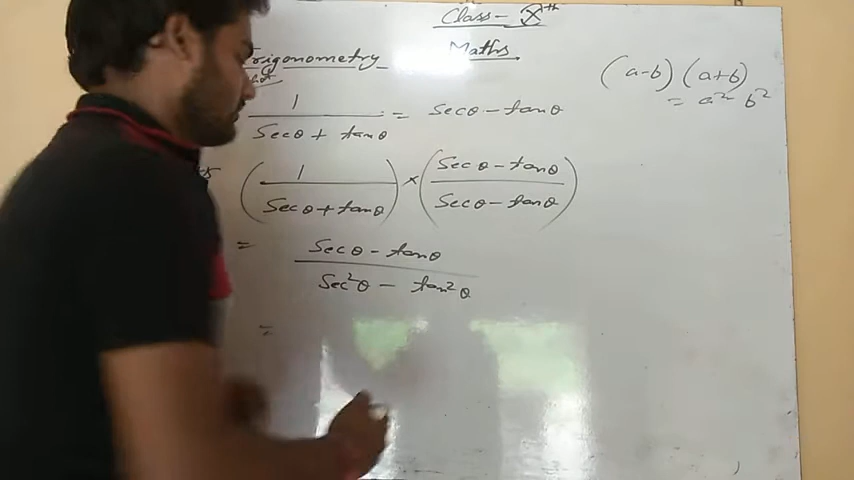 Class - Xth
Maths
Trigonometry
(a-b) (a+b)
= a² - b²
1 / (Secθ + tanθ) = Secθ - tanθ
(1 / (Secθ + tanθ)) × ((Secθ - tanθ) / (Secθ - tanθ))
= (Secθ - tanθ) / (Sec²θ - tan²θ)
=